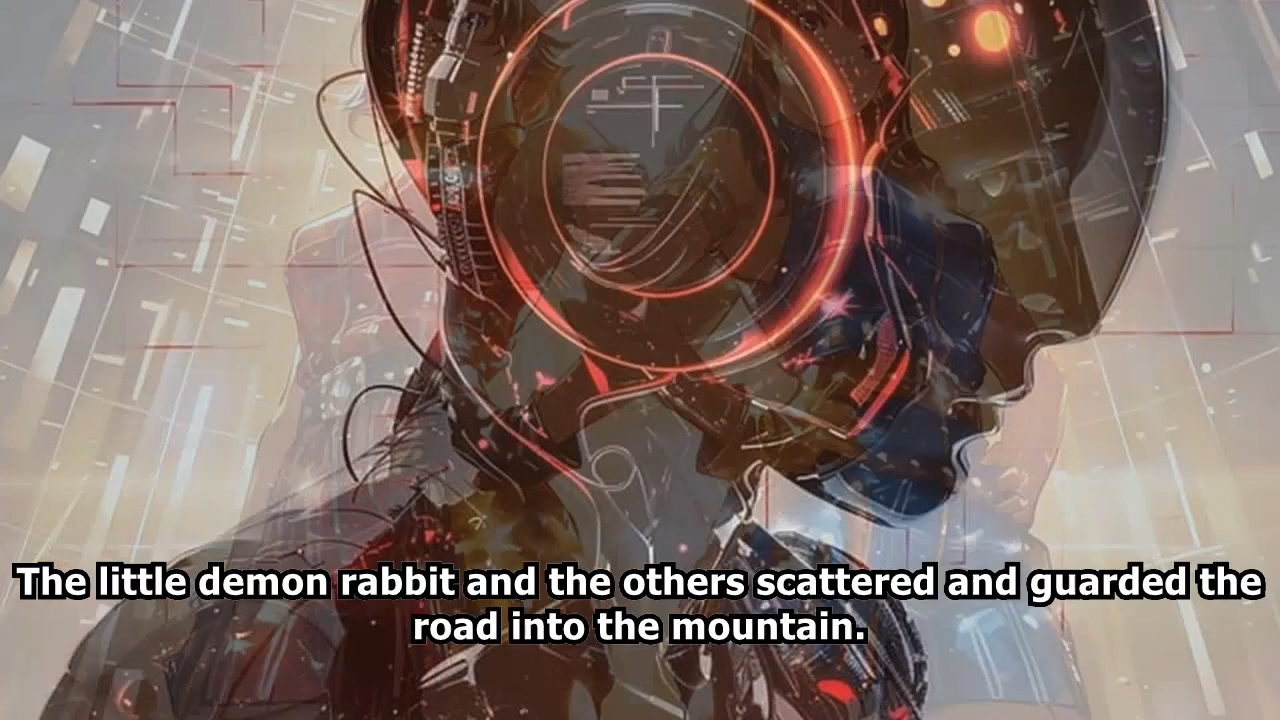 The little demon rabbit and the others scattered and guarded the
road into the mountain.